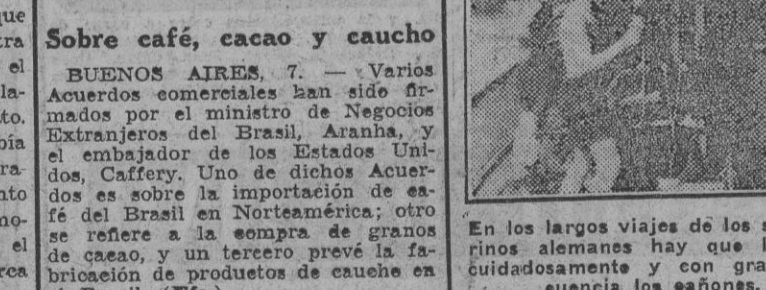 que
tra
el
la-
to.
bía
ra-
nto
no-
el
rca
Sobre café, cacao y caucho
BUENOS AIRES, 7. — Varios
Acuerdos comerciales han sido fir-
mados por el ministro de Negocios
Extranjeros del Brasil, Aranha, y
el embajador de los Estados Uni-
dos, Caffery. Uno de dichos Acuer-
dos es sobre la importación de ca-
fé del Brasil en Norteamérica; otro
se refiere a la compra de granos
de cacao, y un tercero prevé la fa-
bricación de productos de caucho en
En los largos viajes de los s
rinos alemanes hay que l
cuidadosamente y con gra
cuencia los cañones.